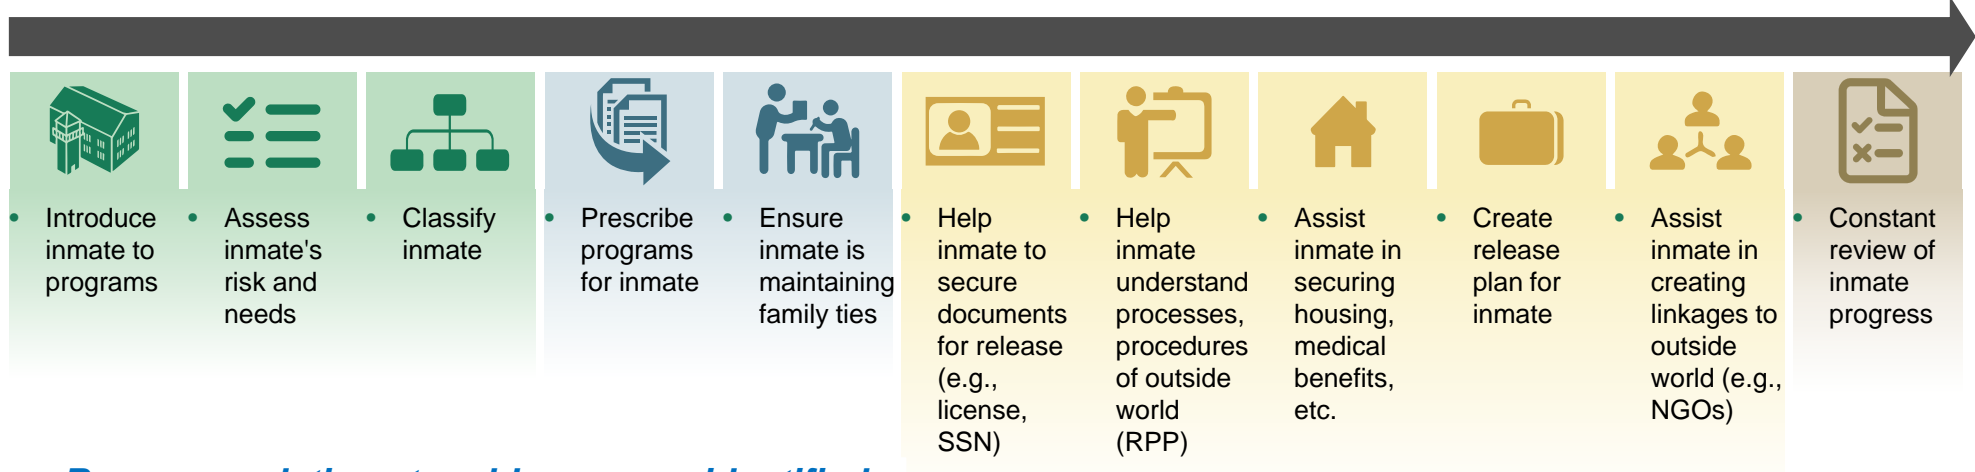 • Introduce
inmate to
programs
• Assess
inmate's
risk and
needs
• Classify
inmate
• Prescribe
programs
for inmate
• Ensure
inmate is
maintaining
family ties
• Help
inmate to
secure
documents
for release
(e.g.,
license,
SSN)
• Help
inmate
understand
processes,
procedures
of outside
world
(RPP)
• Assist
inmate in
securing
housing,
medical
benefits,
etc.
• Create
release
plan for
inmate
• Assist
inmate in
creating
linkages to
outside
world (e.g.,
NGOs)
• Constant
review of
inmate
progress